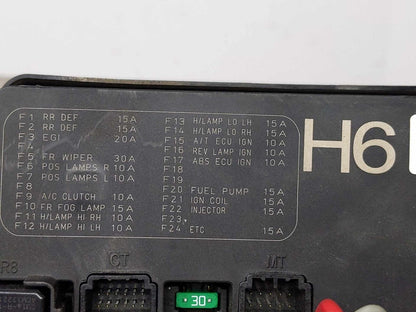 F1 RR DEF 15A
F2 RR DEF 15A
F3 EGI 20A
F4
F5 FR WIPER 30A
F6 POS LAMPS R 10A
F7 POS LAMPS L 10A
F8
F9 A/C CLUTCH 10A
F10 FR FOG LAMP 15A
F11 H/LAMP HI RH 10A
F12 H/LAMP HI LH 10A
F13 H/LAMP LO LH 15A
F14 H/LAMP LO RH 15A
F15 A/T ECU IGN 10A
F16 REV LAMP IGN 10A
F17 ABS ECU IGN 10A
F18
F19
F20 FUEL PUMP 15A
F21 IGN COIL 15A
F22 INJECTOR 15A
F23
F24 ETC 15A
H6
R8
CT
MT
30